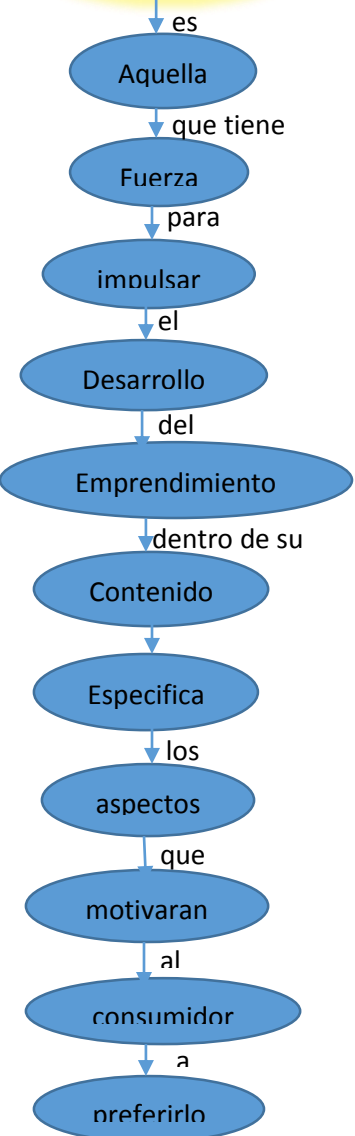 es
Aquella
que tiene
Fuerza
para
impulsar
el
Desarrollo
del
Emprendimiento
dentro de su
Contenido
Especifica
los
aspectos
que
motivaran
al
consumidor
a
preferirlo